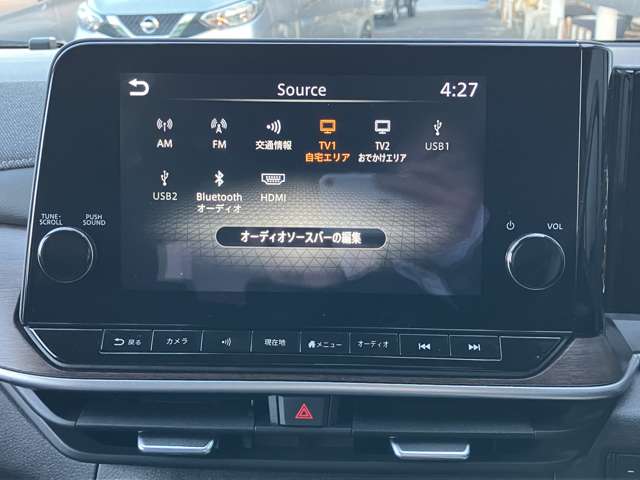 Source
4:27
AM
FM
交通情報
TV1
自宅エリア
TV2
おでかけエリア
USB1
USB2
Bluetooth
オーディオ
HDMI
オーディオソースバーの編集
TUNE・
SCROLL
PUSH
SOUND
VOL
戻る
カメラ
現在地
メニュー
オーディオ